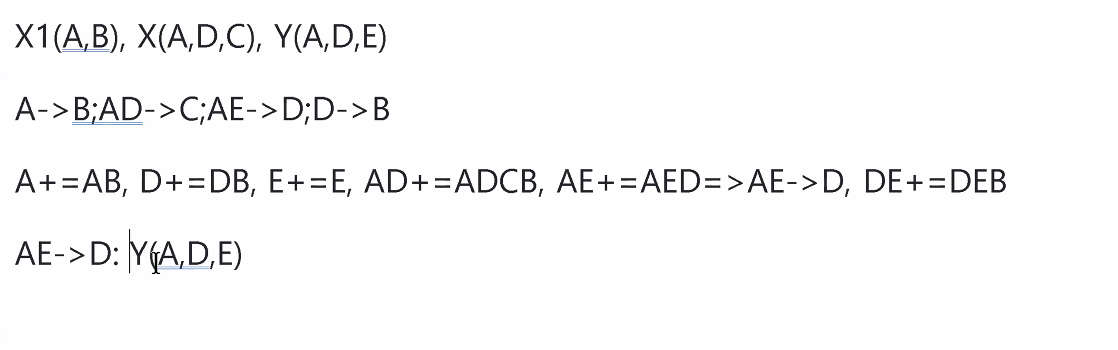 X1(A,B), X(A,D,C), Y(A,D,E)
A->B;AD->C;AE->D;D->B
A+=AB, D+=DB, E+=E, AD+=ADCB, AE+=AED=>AE->D, DE+=DEB
AE->D: Y(A,D,E)